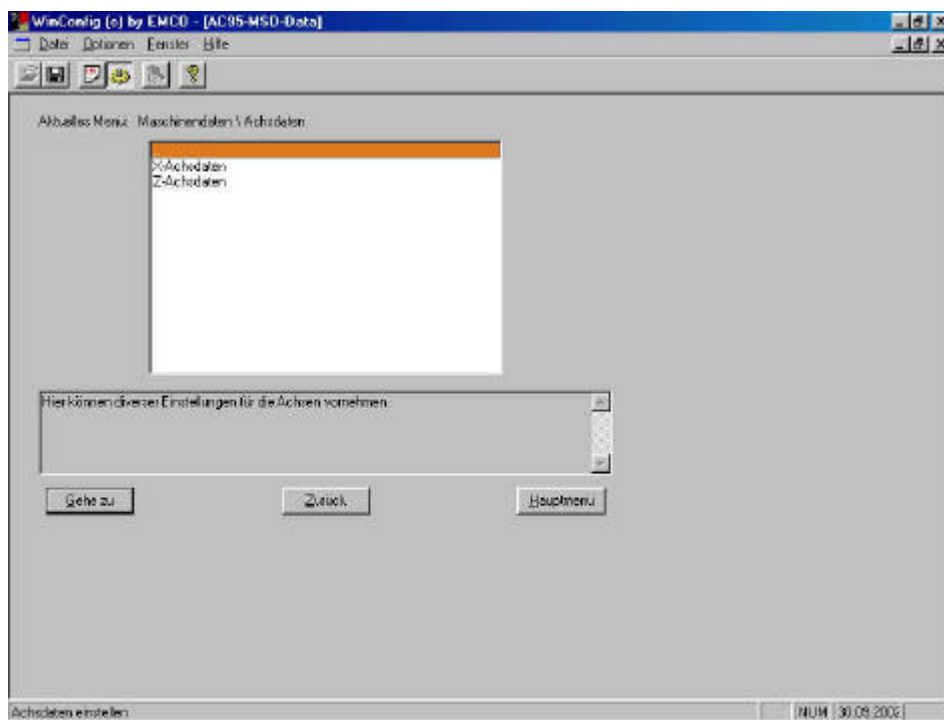 WinConfig (c) by EMCO - [AC95-MSD-Data]
Datei Optionen Fenster Hilfe
Aktuelles Menü: Maschinendaten \ Achsdaten
X-Achsdaten
Z-Achsdaten
Hier können diverser Einstellungen für die Achsen vornehmen.
Gehe zu
Zurück
Hauptmenü
Achsdaten einstellen
NUM 30.09.2002